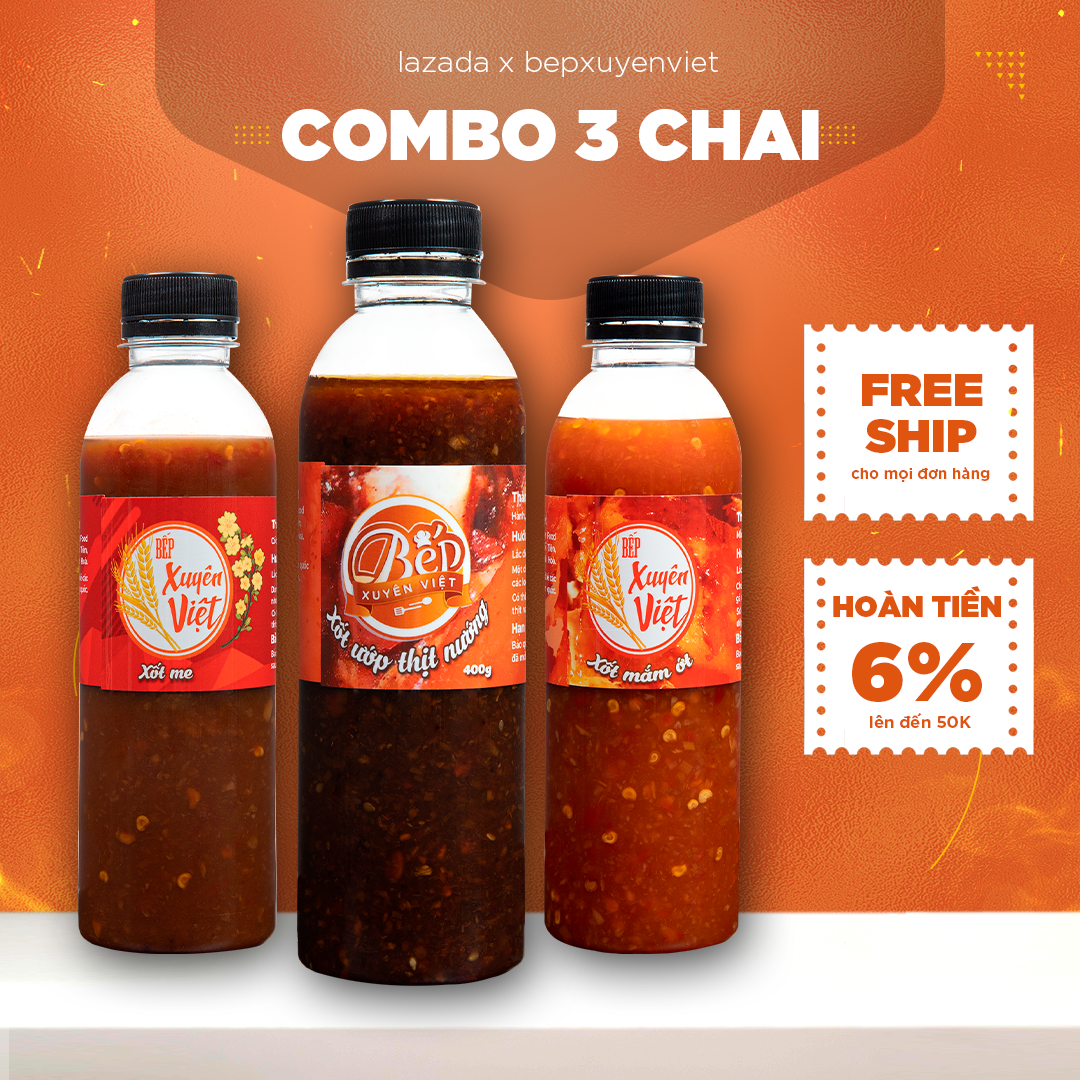 lazada x bepxuyenviet
COMBO 3 CHAI
FREE
SHIP
cho mọi đơn hàng
HOÀN TIỀN
6%
lên đến 50K
BẾP
Xuyên
Việt
Xốt me
Bếp
XUYÊN VIỆT
Xốt ướp thịt nướng
400g
BẾP
Xuyên
Việt
Xốt mắm ớt